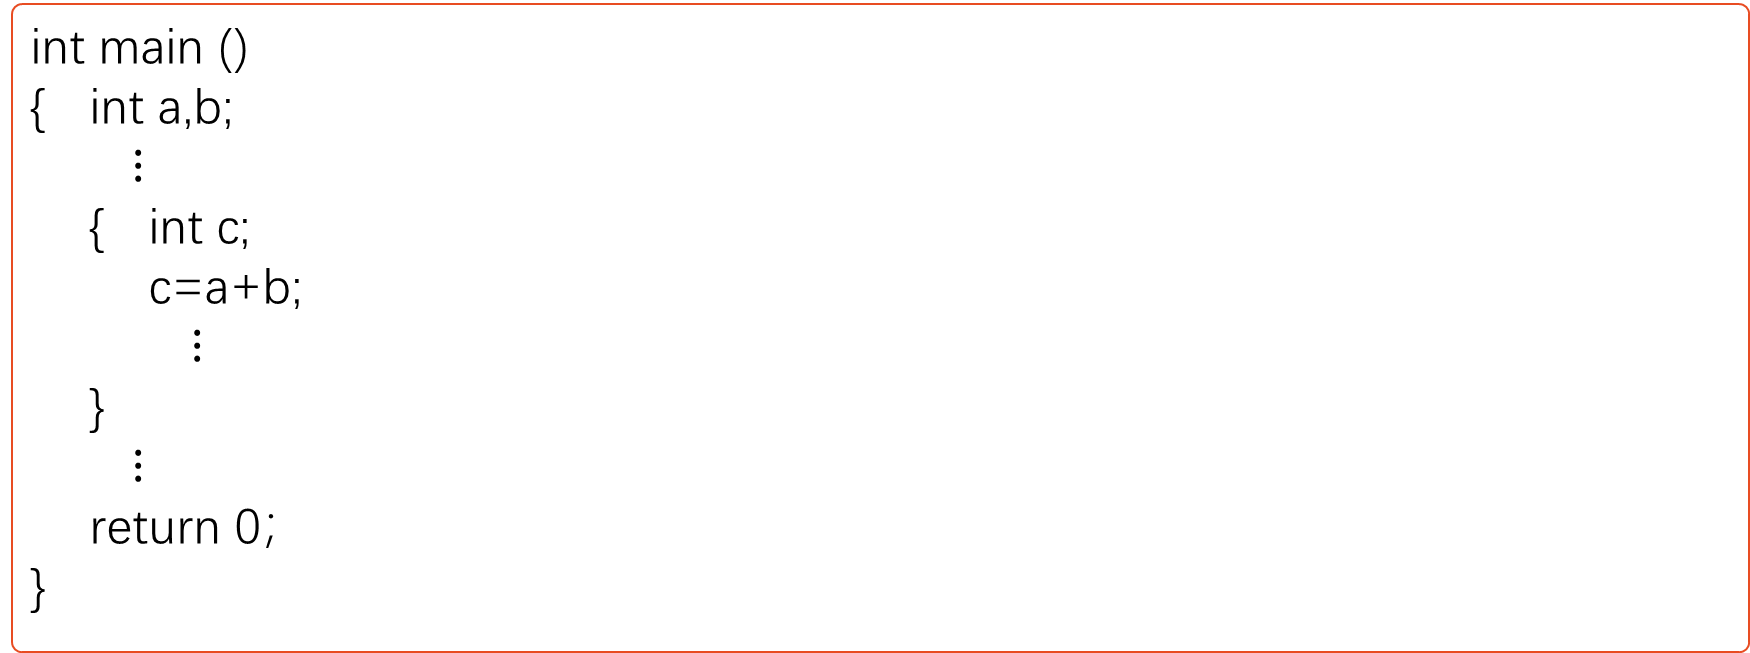 int main ()
{ int a,b;
⋮
{ int c;
c=a+b;
⋮
}
⋮
return 0;
}